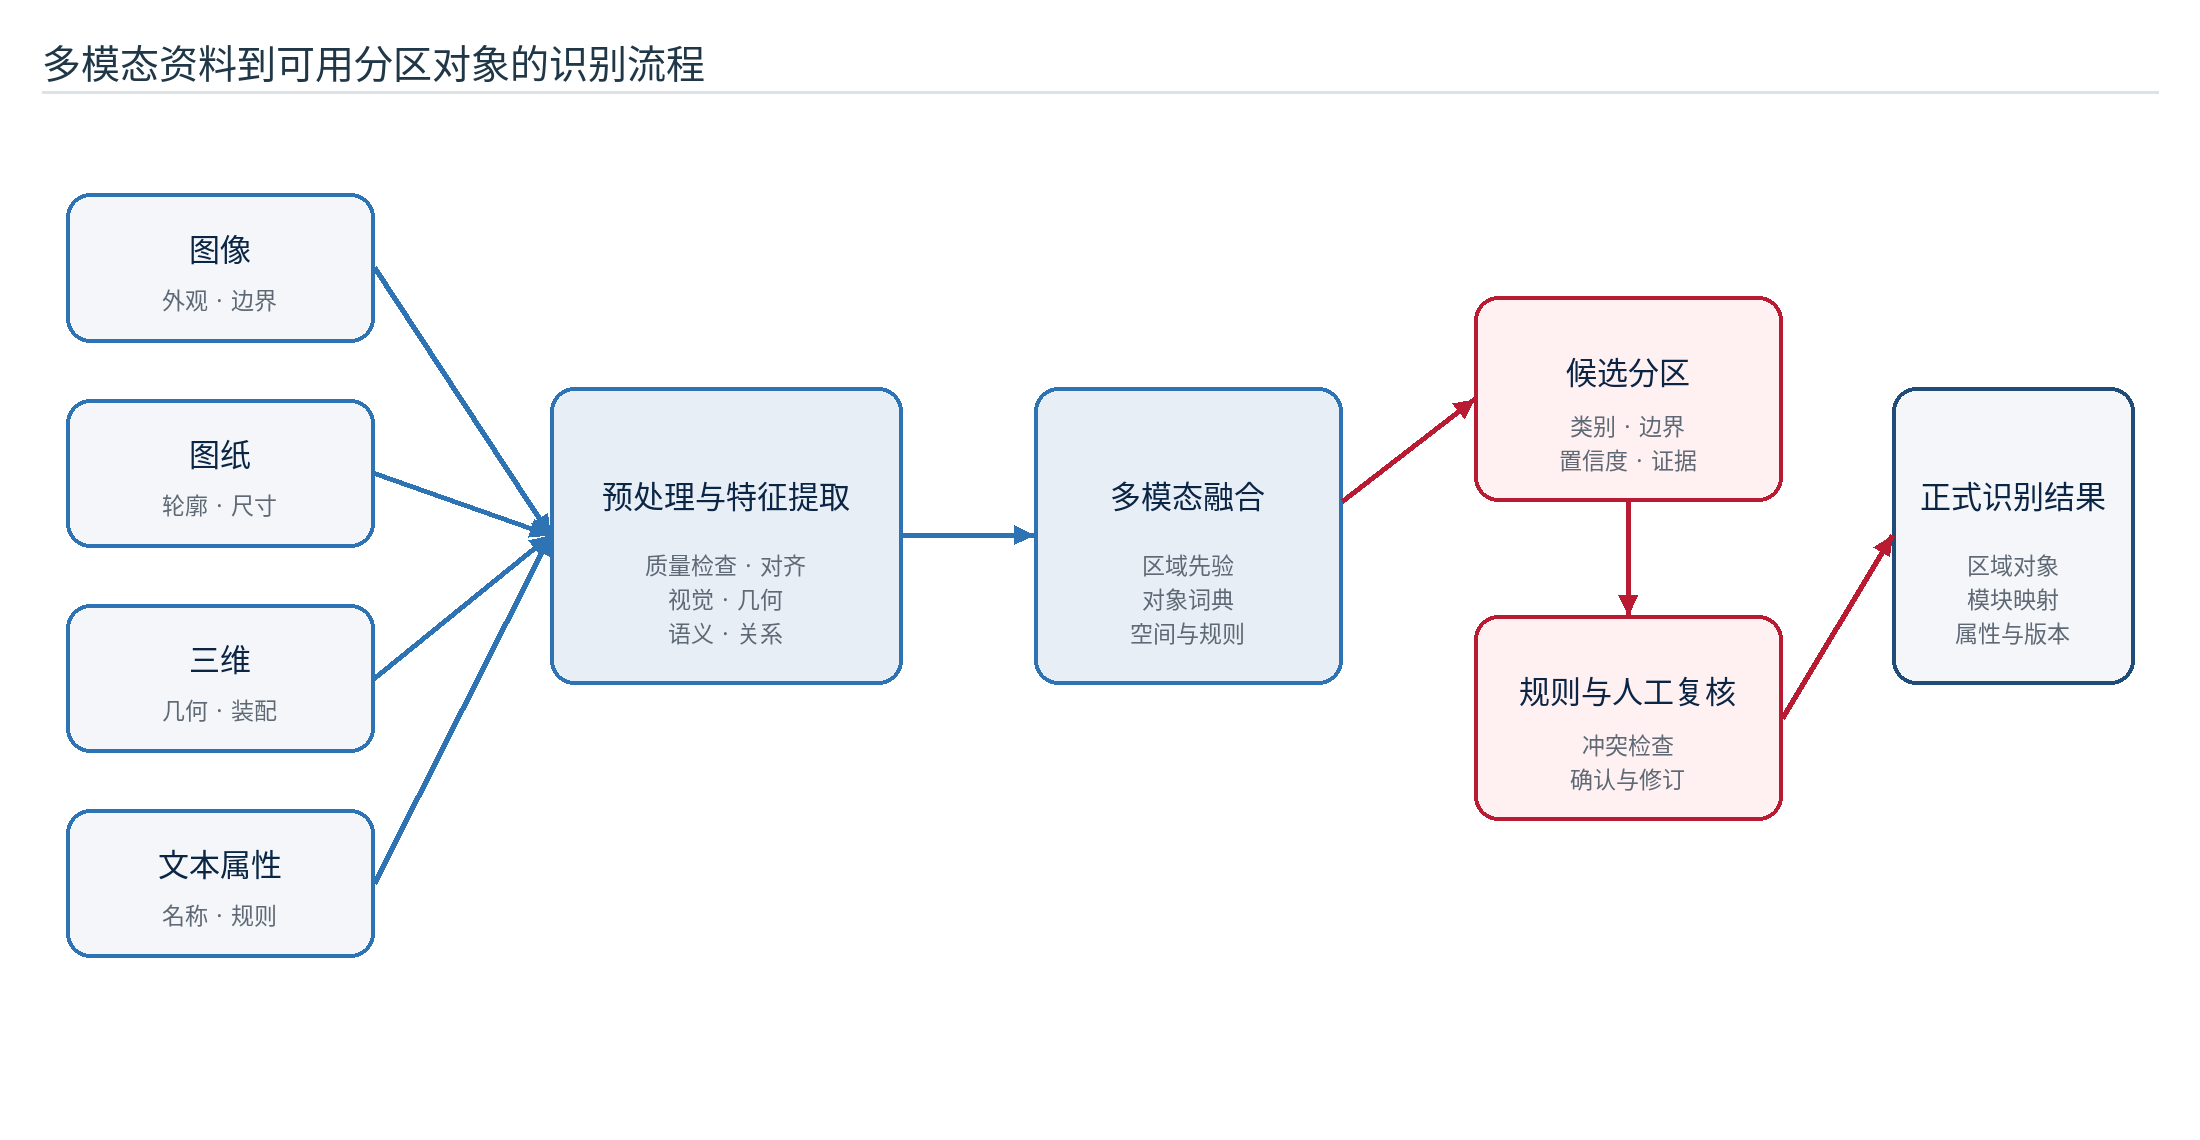 多模态资料到可用分区对象的识别流程
图像
外观 · 边界
图纸
轮廓 · 尺寸
三维
几何 · 装配
文本属性
名称 · 规则
预处理与特征提取
质量检查 · 对齐
视觉 · 几何
语义 · 关系
多模态融合
区域先验
对象词典
空间与规则
候选分区
类别 · 边界
置信度 · 证据
规则与人工复核
冲突检查
确认与修订
正式识别结果
区域对象
模块映射
属性与版本